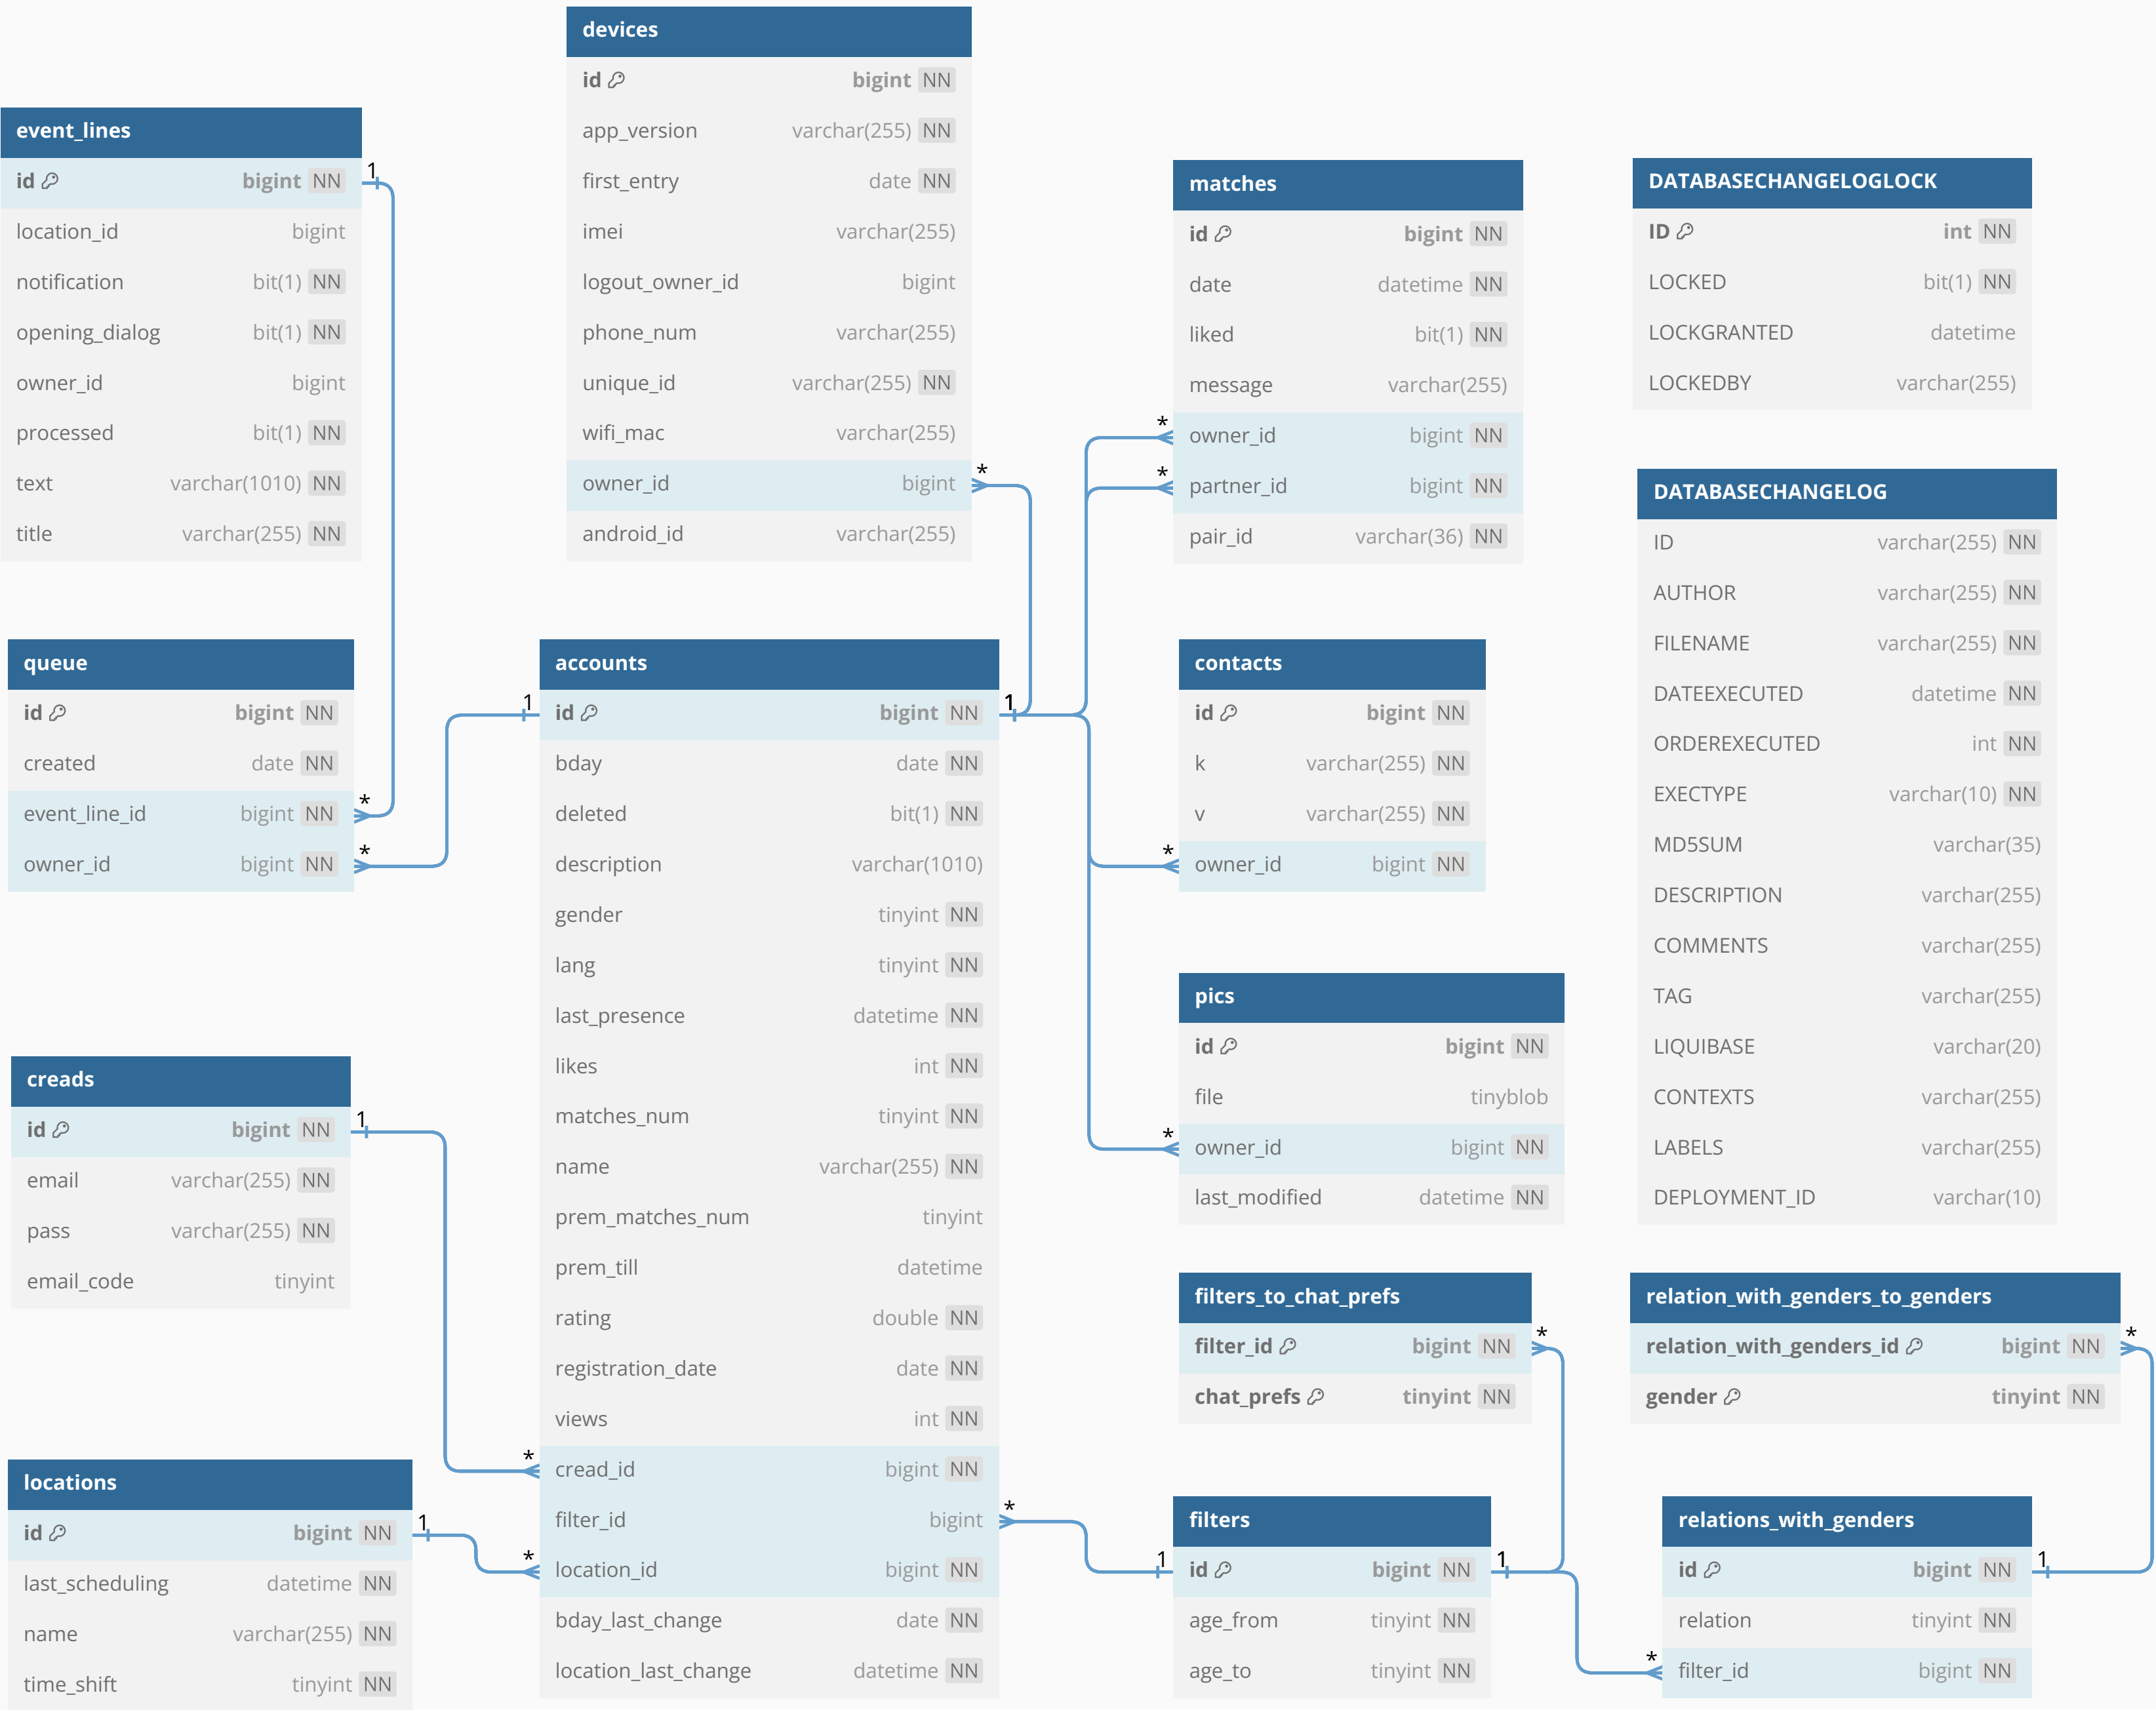 devices
id bigint NN
app_version varchar(255) NN
first_entry date NN
imei varchar(255)
logout_owner_id bigint
phone_num varchar(255)
unique_id varchar(255) NN
wifi_mac varchar(255)
owner_id bigint *
android_id varchar(255)
event_lines
id bigint NN 1
location_id bigint
notification bit(1) NN
opening_dialog bit(1) NN
owner_id bigint
processed bit(1) NN
text varchar(1010) NN
title varchar(255) NN
matches
id bigint NN
date datetime NN
liked bit(1) NN
message varchar(255)
* owner_id bigint NN
* partner_id bigint NN
pair_id varchar(36) NN
DATABASECHANGELOGLOCK
ID int NN
LOCKED bit(1) NN
LOCKGRANTED datetime
LOCKEDBY varchar(255)
DATABASECHANGELOG
ID varchar(255) NN
AUTHOR varchar(255) NN
FILENAME varchar(255) NN
DATEEXECUTED datetime NN
ORDEREXECUTED int NN
EXECTYPE varchar(10) NN
MD5SUM varchar(35)
DESCRIPTION varchar(255)
COMMENTS varchar(255)
TAG varchar(255)
LIQUIBASE varchar(20)
CONTEXTS varchar(255)
LABELS varchar(255)
DEPLOYMENT_ID varchar(10)
queue
id bigint NN
created date NN
event_line_id bigint NN *
owner_id bigint NN *
accounts
1 id bigint NN 1
bday date NN
deleted bit(1) NN
description varchar(1010)
gender tinyint NN
lang tinyint NN
last_presence datetime NN
likes int NN
matches_num tinyint NN
name varchar(255) NN
prem_matches_num tinyint
prem_till datetime
rating double NN
registration_date date NN
views int NN
* cread_id bigint NN
filter_id bigint *
* location_id bigint NN
bday_last_change date NN
location_last_change datetime NN
contacts
id bigint NN
k varchar(255) NN
v varchar(255) NN
* owner_id bigint NN
pics
id bigint NN
file tinyblob
* owner_id bigint NN
last_modified datetime NN
creads
id bigint NN 1
email varchar(255) NN
pass varchar(255) NN
email_code tinyint
locations
id bigint NN 1
last_scheduling datetime NN
name varchar(255) NN
time_shift tinyint NN
filters_to_chat_prefs
filter_id bigint NN *
chat_prefs tinyint NN
relation_with_genders_to_genders
relation_with_genders_id bigint NN *
gender tinyint NN
filters
1 id bigint NN 1
age_from tinyint NN
age_to tinyint NN
relations_with_genders
id bigint NN 1
relation tinyint NN
* filter_id bigint NN